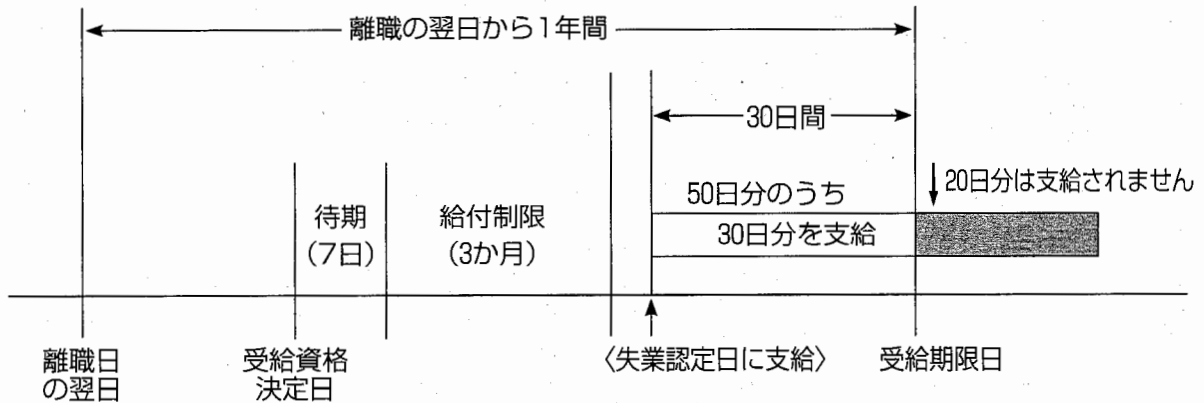 離職の翌日から1年間
30日間
20日分は支給されません
50日分のうち
30日分を支給
待期
(7日)
給付制限
(3か月)
離職日
の翌日
受給資格
決定日
〈失業認定日に支給〉
受給期限日